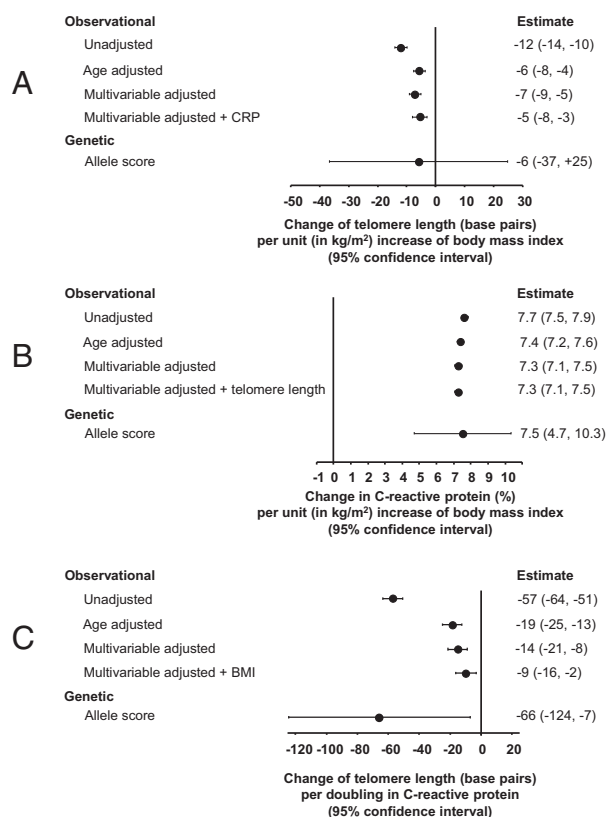 Observational Estimate
Unadjusted -12 (-14, -10)
A
Age adjusted -6 (-8, -4)
Multivariable adjusted -7 (-9, -5)
Multivariable adjusted + CRP -5 (-8, -3)
Genetic
Allele score -6 (-37, +25)
-50 -40 -30 -20 -10 0 10 20 30
Change of telomere length (base pairs)
per unit (in kg/m²) increase of body mass index
(95% confidence interval)
Observational Estimate
Unadjusted 7.7 (7.5, 7.9)
Age adjusted 7.4 (7.2, 7.6)
B
Multivariable adjusted 7.3 (7.1, 7.5)
Multivariable adjusted + telomere length 7.3 (7.1, 7.5)
Genetic
Allele score 7.5 (4.7, 10.3)
-1 0 1 2 3 4 5 6 7 8 9 10
Change in C-reactive protein (%)
per unit (in kg/m²) increase of body mass index
(95% confidence interval)
Observational Estimate
Unadjusted -57 (-64, -51)
Age adjusted -19 (-25, -13)
C
Multivariable adjusted -14 (-21, -8)
Multivariable adjusted + BMI -9 (-16, -2)
Genetic
Allele score -66 (-124, -7)
-120 -100 -80 -60 -40 -20 0 20
Change of telomere length (base pairs)
per doubling in C-reactive protein
(95% confidence interval)